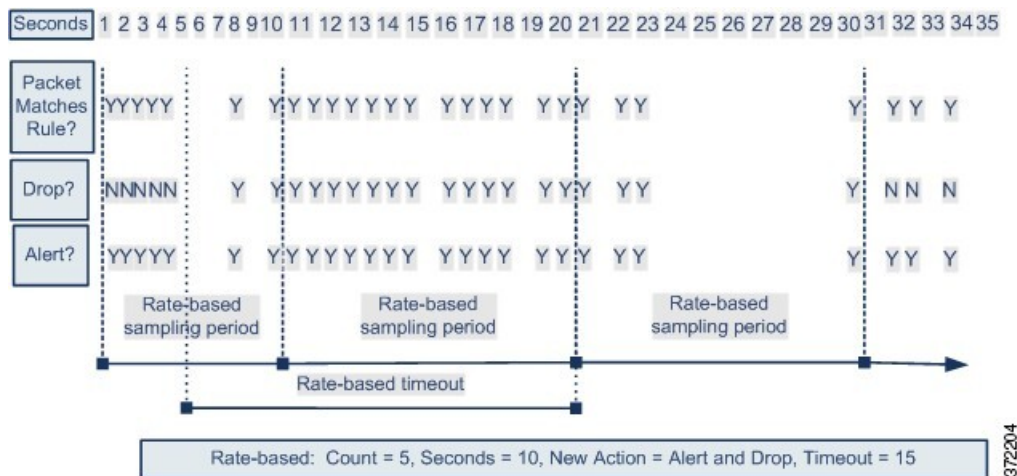 Seconds 1 2 3 4 5 6 7 8 9 10 11 12 13 14 15 16 17 18 19 20 21 22 23 24 25 26 27 28 29 30 31 32 33 34 35
Packet
Matches
Rule?
YYYYY Y Y Y Y Y Y Y Y Y Y Y Y Y Y Y Y Y Y Y Y Y Y Y
Drop?
NNNNN Y Y Y Y Y Y Y Y Y Y Y Y Y Y Y Y Y Y Y Y N N N
Alert?
YYYYY Y Y Y Y Y Y Y Y Y Y Y Y Y Y Y Y Y Y Y Y Y Y Y
Rate-based
sampling period
Rate-based
sampling period
Rate-based
sampling period
Rate-based timeout
Rate-based: Count = 5, Seconds = 10, New Action = Alert and Drop, Timeout = 15
372204